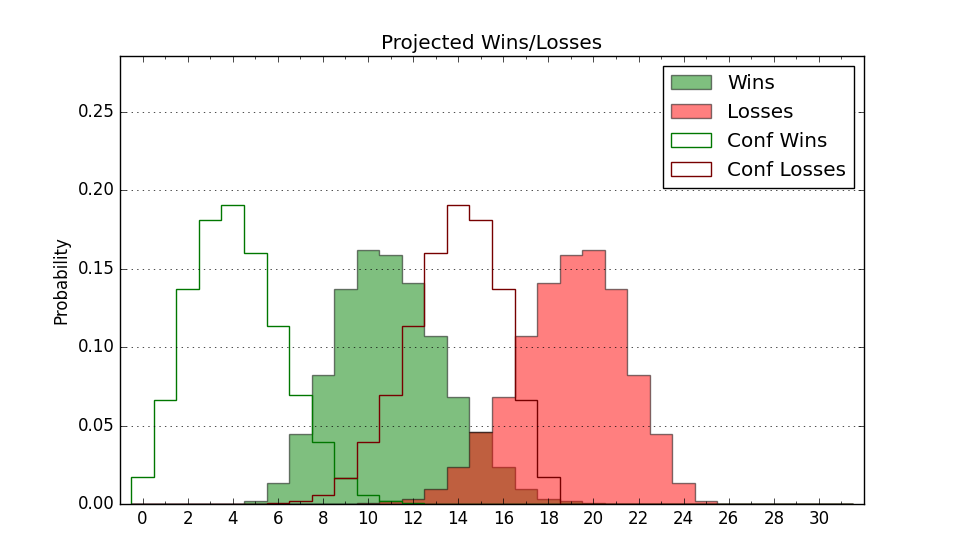 Projected Wins/Losses
Wins
Losses
Conf Wins
Conf Losses
Probability
0.25
0.20
0.15
0.10
0.05
0.00
0 2 4 6 8 10 12 14 16 18 20 22 24 26 28 30